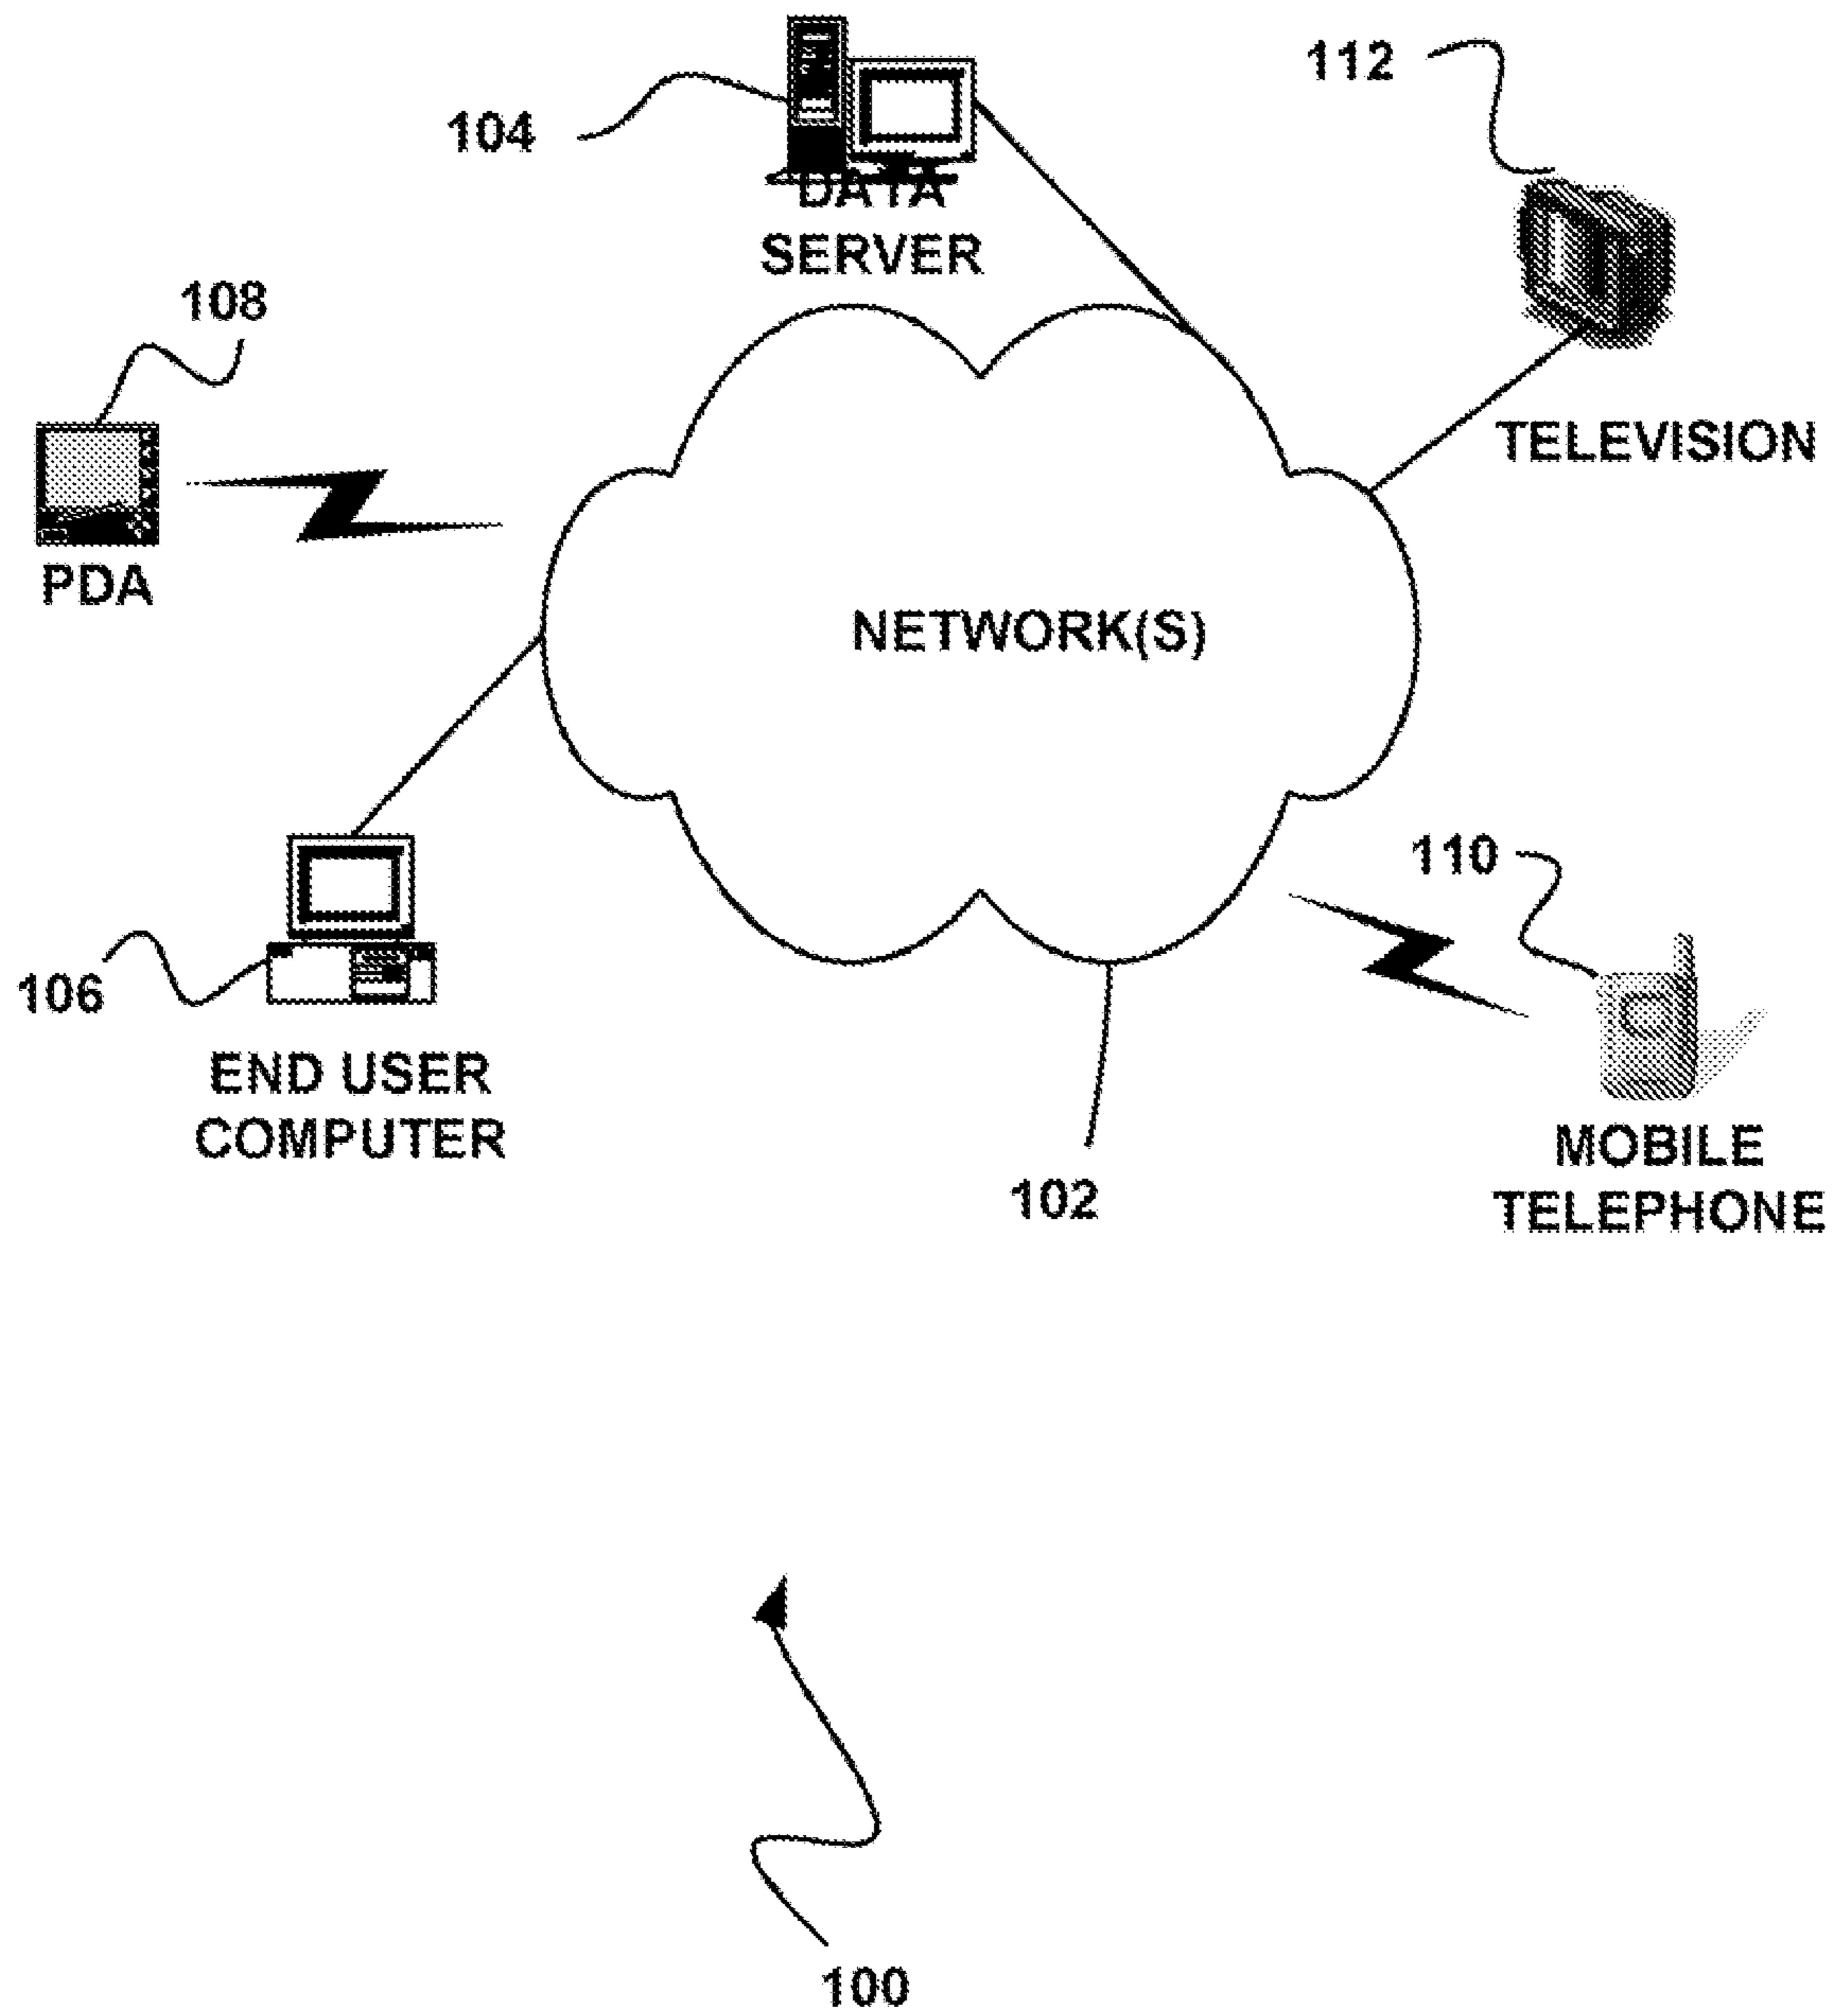 104
112
DATA
SERVER
108
TELEVISION
PDA
NETWORK(S)
110
106
END USER
COMPUTER
102
MOBILE
TELEPHONE
100